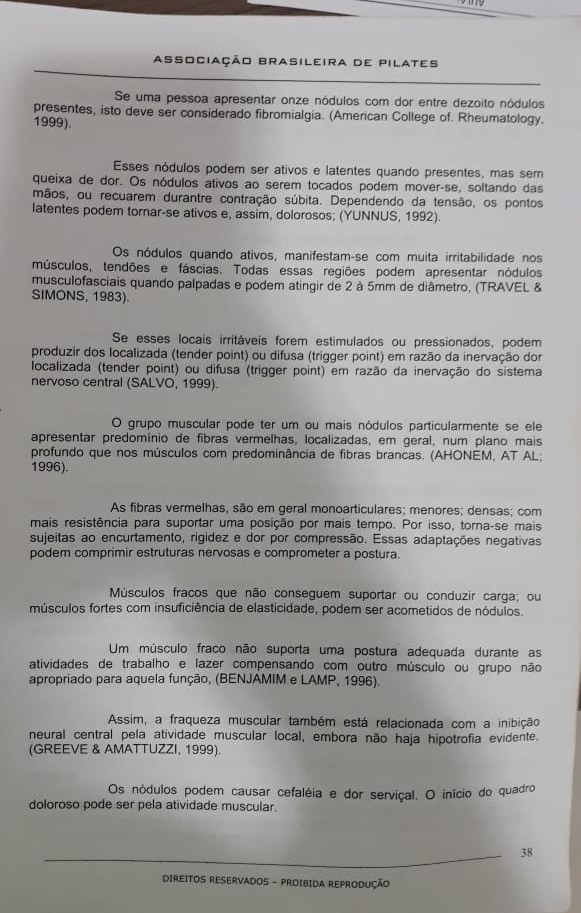 ASSOCIAÇÃO BRASILEIRA DE PILATES
Se uma pessoa apresentar onze nódulos com dor entre dezoito nódulos
presentes, isto deve ser considerado fibromialgia. (American College of. Rheumatology.
1999).
Esses nódulos podem ser ativos e latentes quando presentes, mas sem
queixa de dor. Os nódulos ativos ao serem tocados podem mover-se, soltando das
mãos, ou recuarem durantre contração súbita. Dependendo da tensão, os pontos
latentes podem tornar-se ativos e, assim, dolorosos; (YUNNUS, 1992).
Os nódulos quando ativos, manifestam-se com muita irritabilidade nos
músculos, tendões e fáscias. Todas essas regiões podem apresentar nódulos
musculofasciais quando palpadas e podem atingir de 2 à 5mm de diâmetro, (TRAVEL &
SIMONS, 1983).
Se esses locais irritáveis forem estimulados ou pressionados, podem
produzir dos localizada (tender point) ou difusa (trigger point) em razão da inervação dor
localizada (tender point) ou difusa (trigger point) em razão da inervação do sistema
nervoso central (SALVO, 1999).
O grupo muscular pode ter um ou mais nódulos particularmente se ele
apresentar predomínio de fibras vermelhas, localizadas, em geral, num plano mais
profundo que nos músculos com predominância de fibras brancas. (AHONEM, AT AL;
1996).
As fibras vermelhas, são em geral monoarticulares; menores; densas; com
mais resistência para suportar uma posição por mais tempo. Por isso, torna-se mais
sujeitas ao encurtamento, rigidez e dor por compressão. Essas adaptações negativas
podem comprimir estruturas nervosas e comprometer a postura.
Músculos fracos que não conseguem suportar ou conduzir carga; ou
músculos fortes com insuficiência de elasticidade, podem ser acometidos de nódulos.
Um músculo fraco não suporta uma postura adequada durante as
atividades de trabalho e lazer compensando com outro músculo ou grupo não
apropriado para aquela função, (BENJAMIM e LAMP, 1996).
Assim, a fraqueza muscular também está relacionada com a inibição
neural central pela atividade muscular local, embora não haja hipotrofia evidente.
(GREEVE & AMATTUZZI, 1999).
Os nódulos podem causar cefaléia e dor serviçal. O início do quadro
doloroso pode ser pela atividade muscular.
38
DIREITOS RESERVADOS – PROIBIDA REPRODUÇÃO